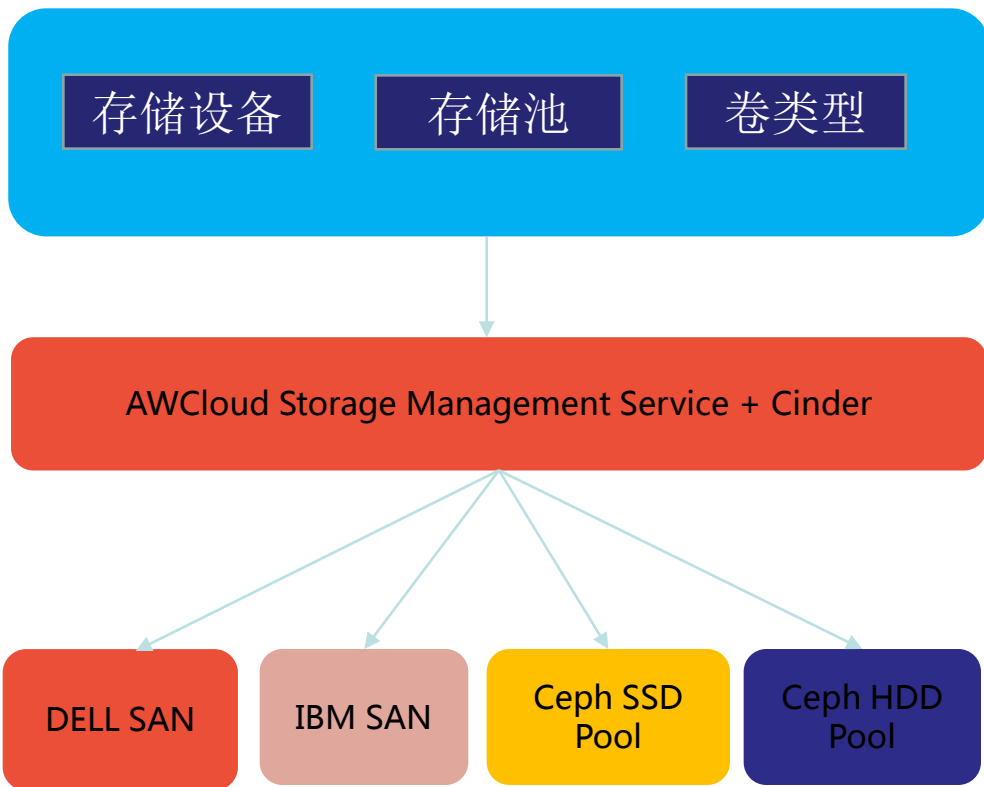 存储设备
存储池
卷类型
AWCloud Storage Management Service + Cinder
DELL SAN
IBM SAN
Ceph SSD
Pool
Ceph HDD
Pool